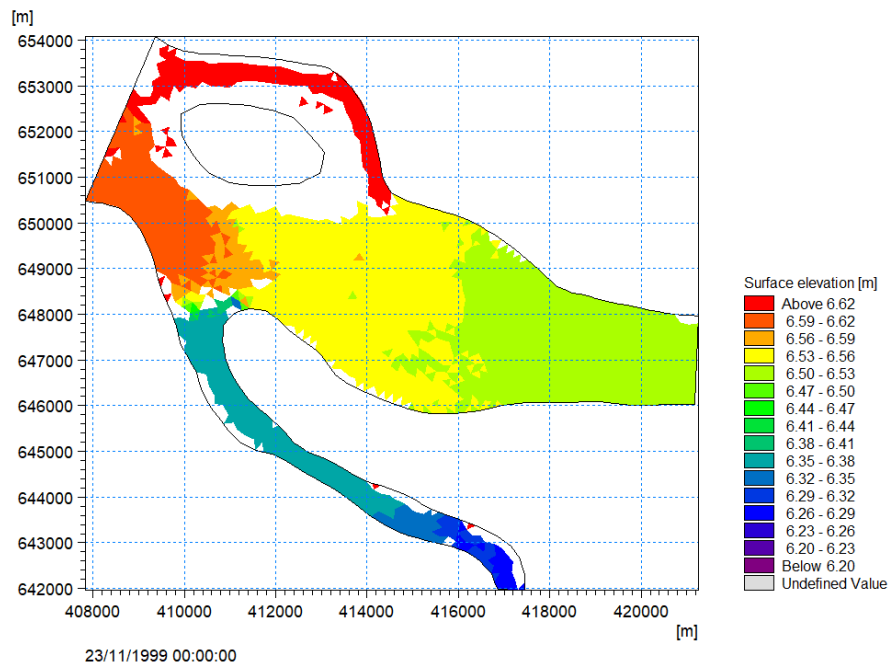 [m]
654000
653000
652000
651000
650000
649000
648000
647000
646000
645000
644000
643000
642000
408000 410000 412000 414000 416000 418000 420000
[m]
23/11/1999 00:00:00
Surface elevation [m]
Above 6.62
6.59 - 6.62
6.56 - 6.59
6.53 - 6.56
6.50 - 6.53
6.47 - 6.50
6.44 - 6.47
6.41 - 6.44
6.38 - 6.41
6.35 - 6.38
6.32 - 6.35
6.29 - 6.32
6.26 - 6.29
6.23 - 6.26
6.20 - 6.23
Below 6.20
Undefined Value